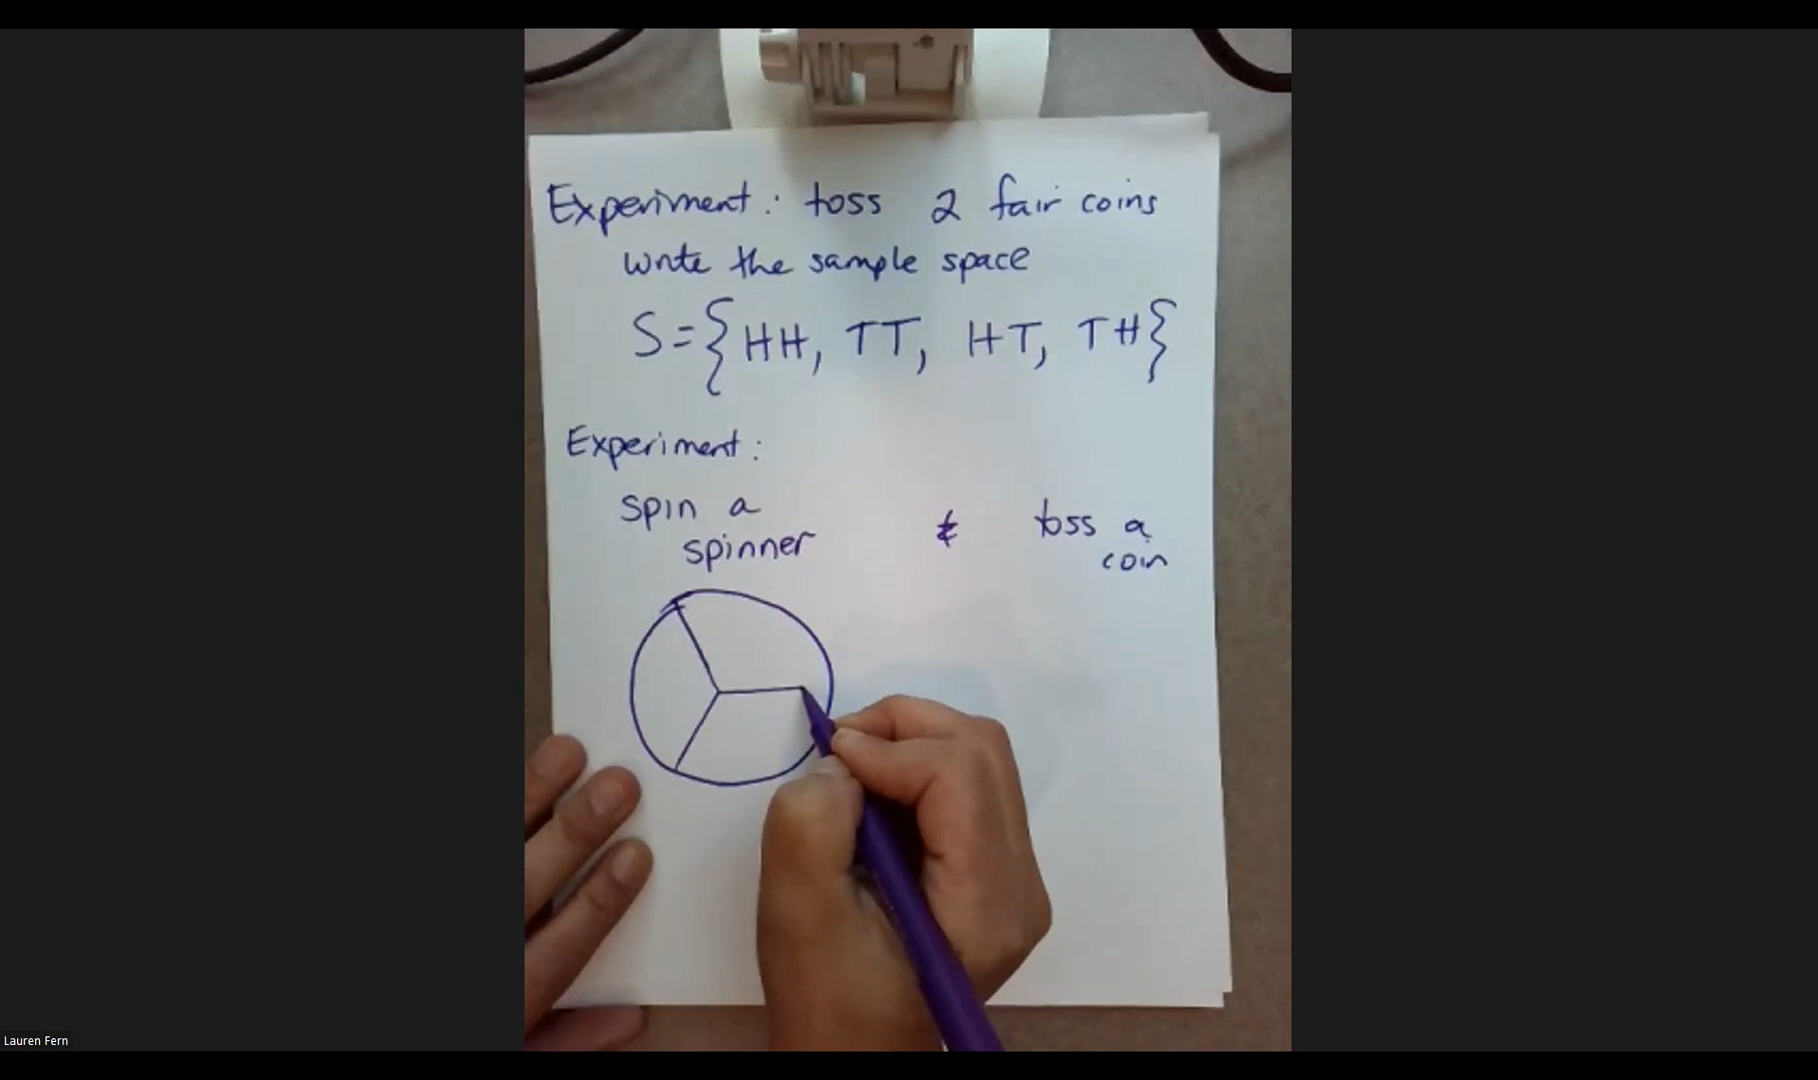 Experiment: toss 2 fair coins
write the sample space
S={HH, TT, HT, TH}
Experiment:
spin a
spinner
& toss a
coin
Lauren Fern